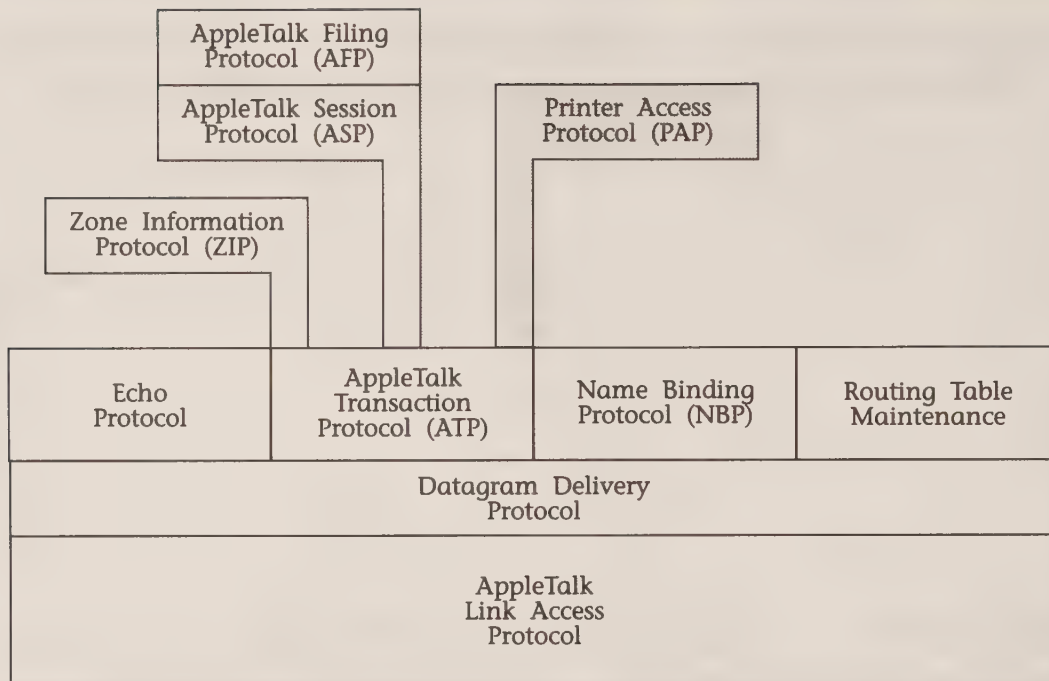 AppleTalk Filing
Protocol (AFP)
AppleTalk Session
Protocol (ASP)
Printer Access
Protocol (PAP)
Zone Information
Protocol (ZIP)
Echo
Protocol
AppleTalk
Transaction
Protocol (ATP)
Name Binding
Protocol (NBP)
Routing Table
Maintenance
Datagram Delivery
Protocol
AppleTalk
Link Access
Protocol